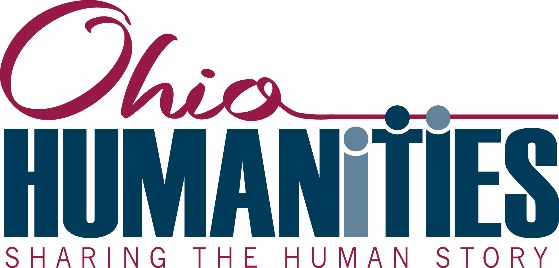 Ohio
HUMANiTiES
SHARING THE HUMAN STORY